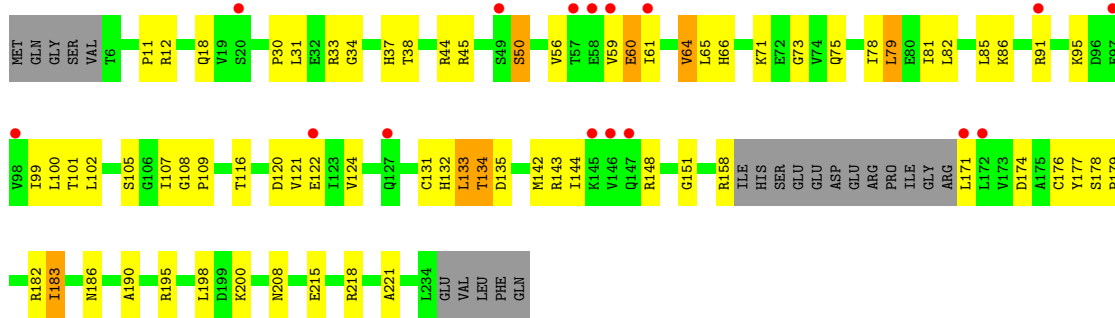 MET GLN GLY SER VAL T6 P11 R12 Q18 V19 S20 P30 L31 E32 R33 G34 H37 T38 R44 R45 S49 S50 V56 T57 E58 V59 E60 I61 V64 L65 H66 K71 E72 G73 V74 Q75 I78 L79 E80 I81 L82 L85 K86 R91 K95 D96
V98 I99 L100 T101 L102 S105 G106 I107 G108 P109 T116 D120 V121 E122 I123 V124 Q127 C131 H132 L133 T134 D135 M142 R143 I144 K145 V146 Q147 R148 G151 R158 ILE HIS SER GLU GLU ASP GLU ARG PRO ILE GLY ARG L171 L172 V173 D174 A175 C176 Y177 S178
R182 I183 N186 A190 R195 L198 D199 K200 N208 E215 R218 A221 L234 GLU VAL LEU PHE GLN